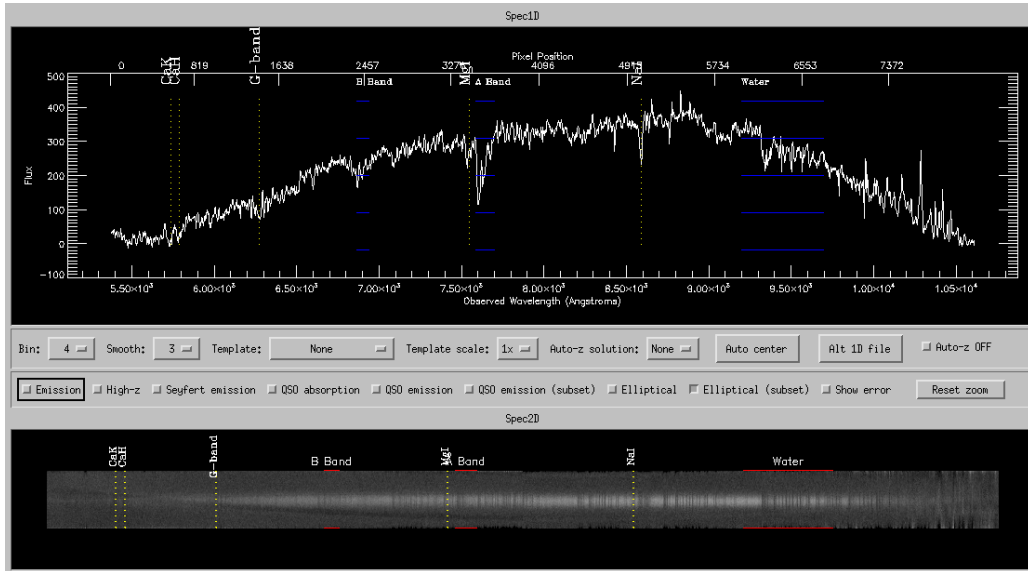 Spec1D
Pixel Position
0 819 1638 2457 327 4096 491 5734 6553 7372
CaK
CaH
G-band
B Band
MgI
A Band
NaI
Water
500
400
300
200
100
0
-100
Flux
5.50×10³ 6.00×10³ 6.50×10³ 7.00×10³ 7.50×10³ 8.00×10³ 8.50×10³ 9.00×10³ 9.50×10³ 1.00×10⁴ 1.05×10⁴
Observed Wavelength (Angstroms)
Bin: 4 Smooth: 3 Template: None Template scale: 1x Auto-z solution: None Auto center Alt 1D file Auto-z OFF
Emission High-z Seyfert emission QSO absorption QSO emission QSO emission (subset) Elliptical Elliptical (subset) Show error Reset zoom
Spec2D
CaK
CaH
G-band
B Band
MgI
Band
NaI
Water